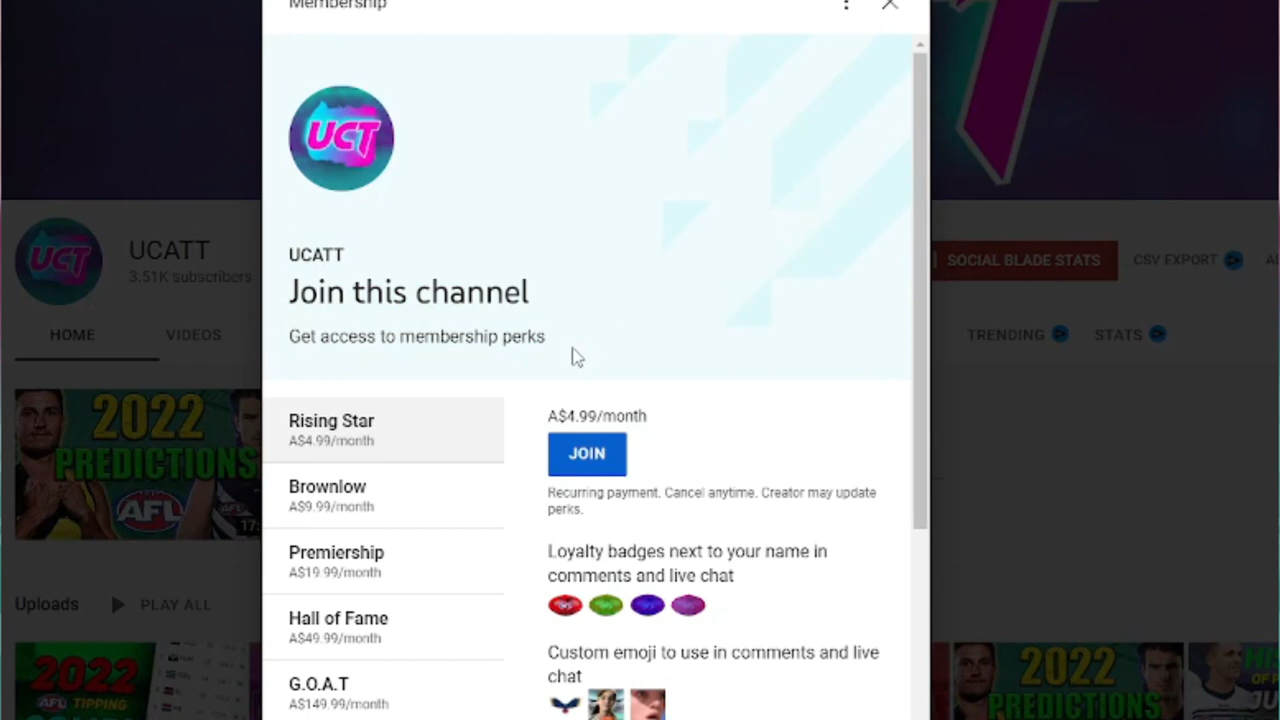 Membership
UCT
UCATT
Join this channel
Get access to membership perks
Rising Star
A$4.99/month
Brownlow
A$9.99/month
Premiership
A$19.99/month
Hall of Fame
A$49.99/month
G.O.A.T
A$149.99/month
A$4.99/month
JOIN
Recurring payment. Cancel anytime. Creator may update
perks.
Loyalty badges next to your name in
comments and live chat
Custom emoji to use in comments and live
chat
UCT
UCATT
3.51K subscribers
SOCIAL BLADE STATS
CSV EXPORT
HOME
VIDEOS
TRENDING
STATS
2022
PREDICTIONS
AFL
Uploads
PLAY ALL
2022
AFL TIPPING
2022
PREDICTIONS